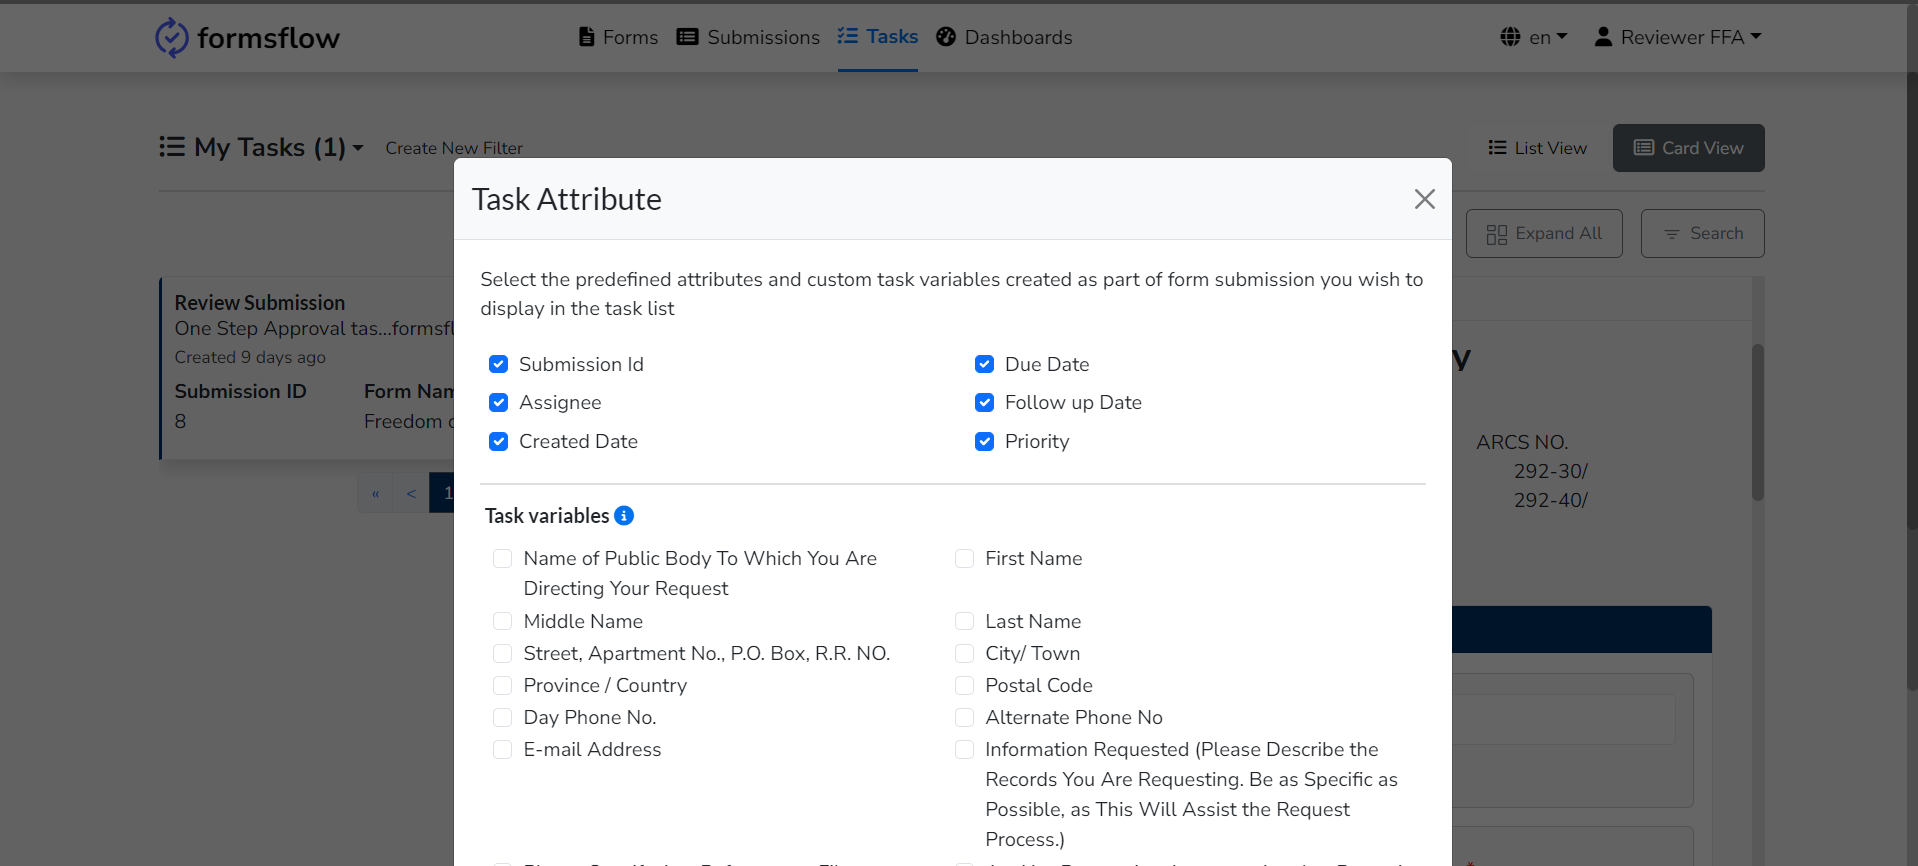 formsflow
Forms
Submissions
Tasks
Dashboards
en
Reviewer FFA
My Tasks (1)
Create New Filter
List View
Card View
Expand All
Search
Review Submission
One Step Approval tas...formsfl
Created 9 days ago
Submission ID
Form Nam
8
Freedom
« < 1
Task Attribute
Select the predefined attributes and custom task variables created as part of form submission you wish to
display in the task list
Submission Id
Due Date
Assignee
Follow up Date
Created Date
Priority
Task variables
Name of Public Body To Which You Are
Directing Your Request
First Name
Middle Name
Last Name
Street, Apartment No., P.O. Box, R.R. NO.
City/ Town
Province / Country
Postal Code
Day Phone No.
Alternate Phone No
E-mail Address
Information Requested (Please Describe the
Records You Are Requesting. Be as Specific as
Possible, as This Will Assist the Request
Process.)
y
ARCS NO.
292-30/
292-40/